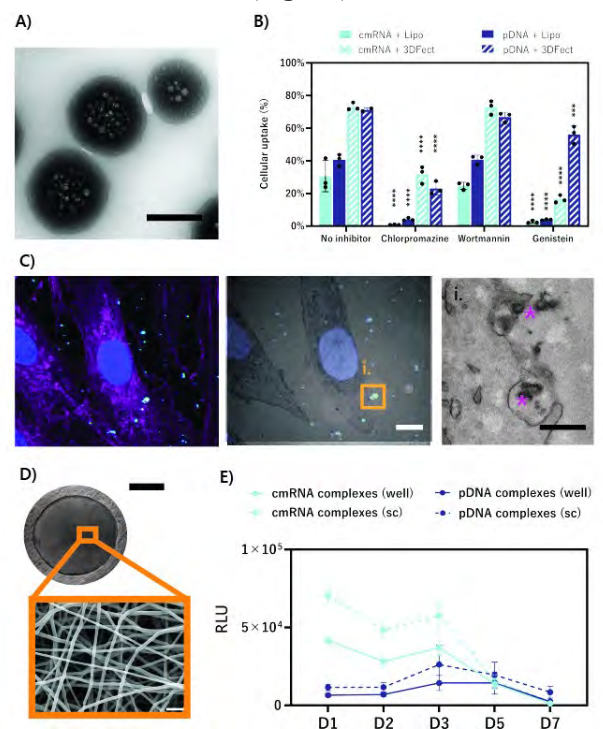 A)
B)
cmRNA + Lipo
pDNA + Lipo
cmRNA + 3DFect
pDNA + 3DFect
Cellular uptake (%)
100%
80%
60%
40%
20%
0%
****
****
****
****
****
****
****
***
No inhibitor
Chlorpromazine
Wortmannin
Genistein
C)
i.
i.
*
*
D)
E)
cmRNA complexes (well)
pDNA complexes (well)
cmRNA complexes (sc)
pDNA complexes (sc)
RLU
1×10⁵
5×10⁴
0
D1
D2
D3
D5
D7